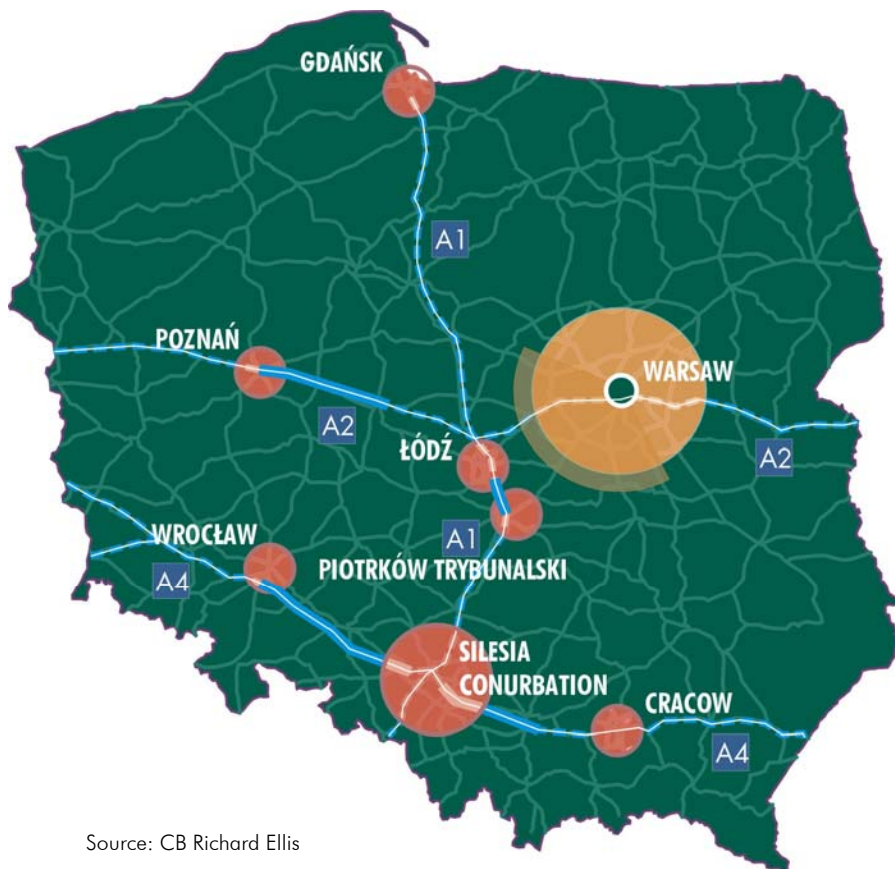 GDAŃSK
A1
POZNAŃ
WARSAW
A2
ŁÓDŹ
A2
WROCŁAW
A1
A4
PIOTRKÓW TRYBUNALSKI
SILESIA
CONURBATION
CRACOW
A4
Source: CB Richard Ellis